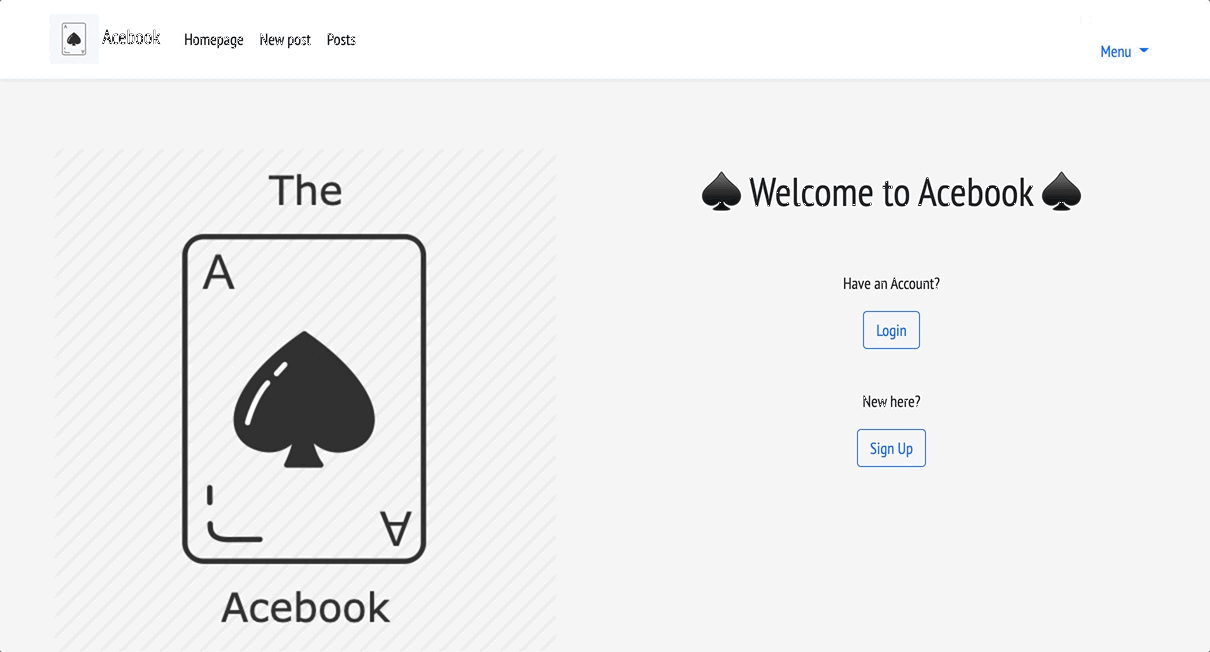 Acebook Homepage New post Posts
Menu
The
A
A
Acebook
♠ Welcome to Acebook ♠
Have an Account?
Login
New here?
Sign Up